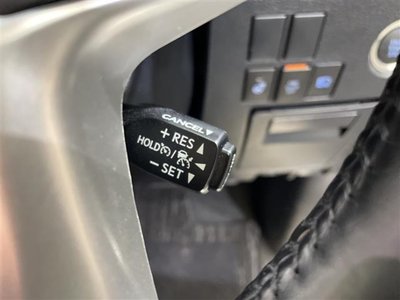 CANCEL
+ RES
HOLD /
− SET